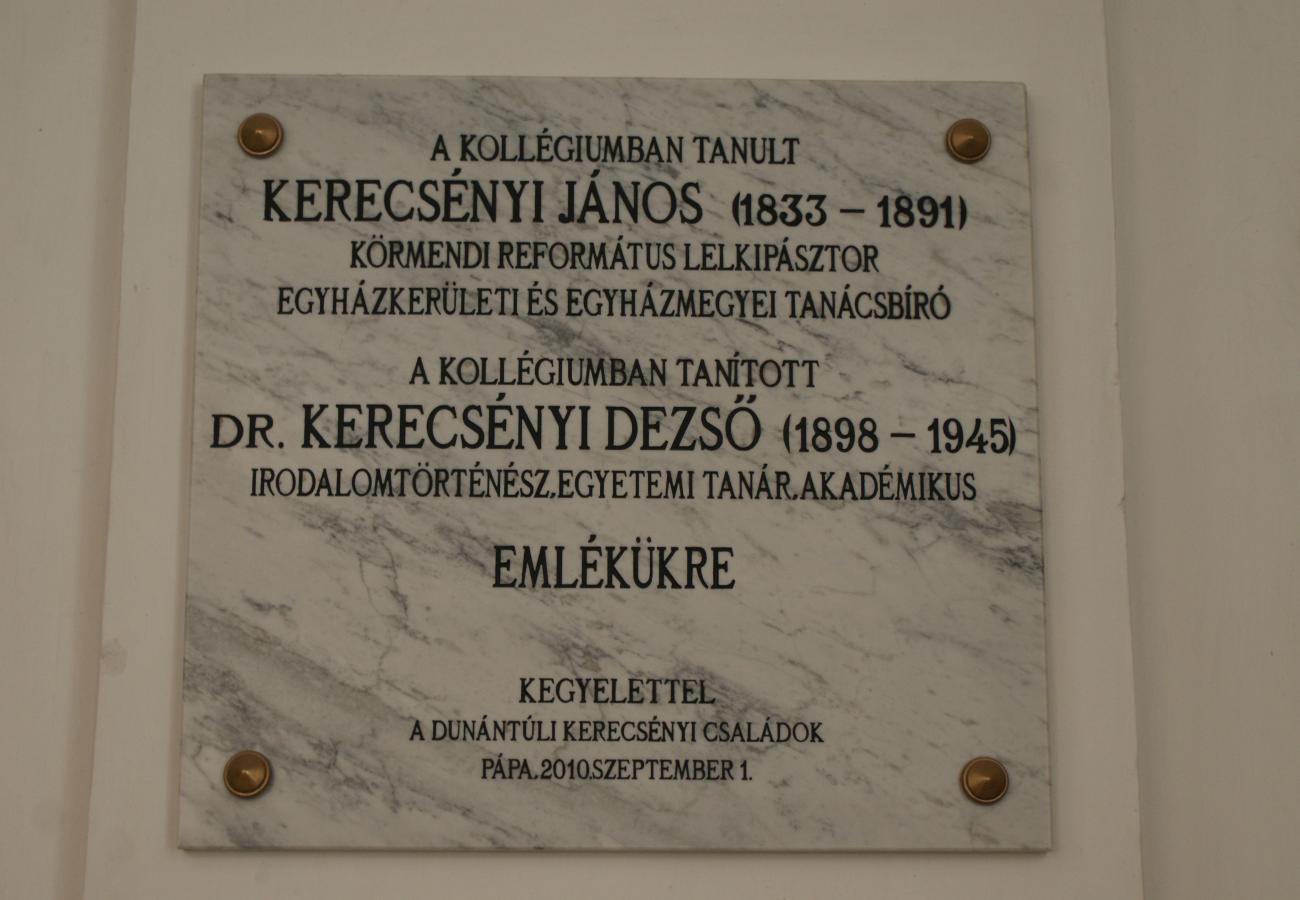 A KOLLÉGIUMBAN TANULT
KERECSÉNYI JÁNOS (1833 – 1891)
KÖRMENDI REFORMÁTUS LELKIPÁSZTOR
EGYHÁZKERÜLETI ÉS EGYHÁZMEGYEI TANÁCSBÍRÓ
A KOLLÉGIUMBAN TANÍTOTT
DR. KERECSÉNYI DEZSŐ (1898 – 1945)
IRODALOMTÖRTÉNÉSZ,EGYETEMI TANÁR,AKADÉMIKUS
EMLÉKÜKRE
KEGYELETTEL
A DUNÁNTÚLI KERECSÉNYI CSALÁDOK
PÁPA,2010.SZEPTEMBER 1.